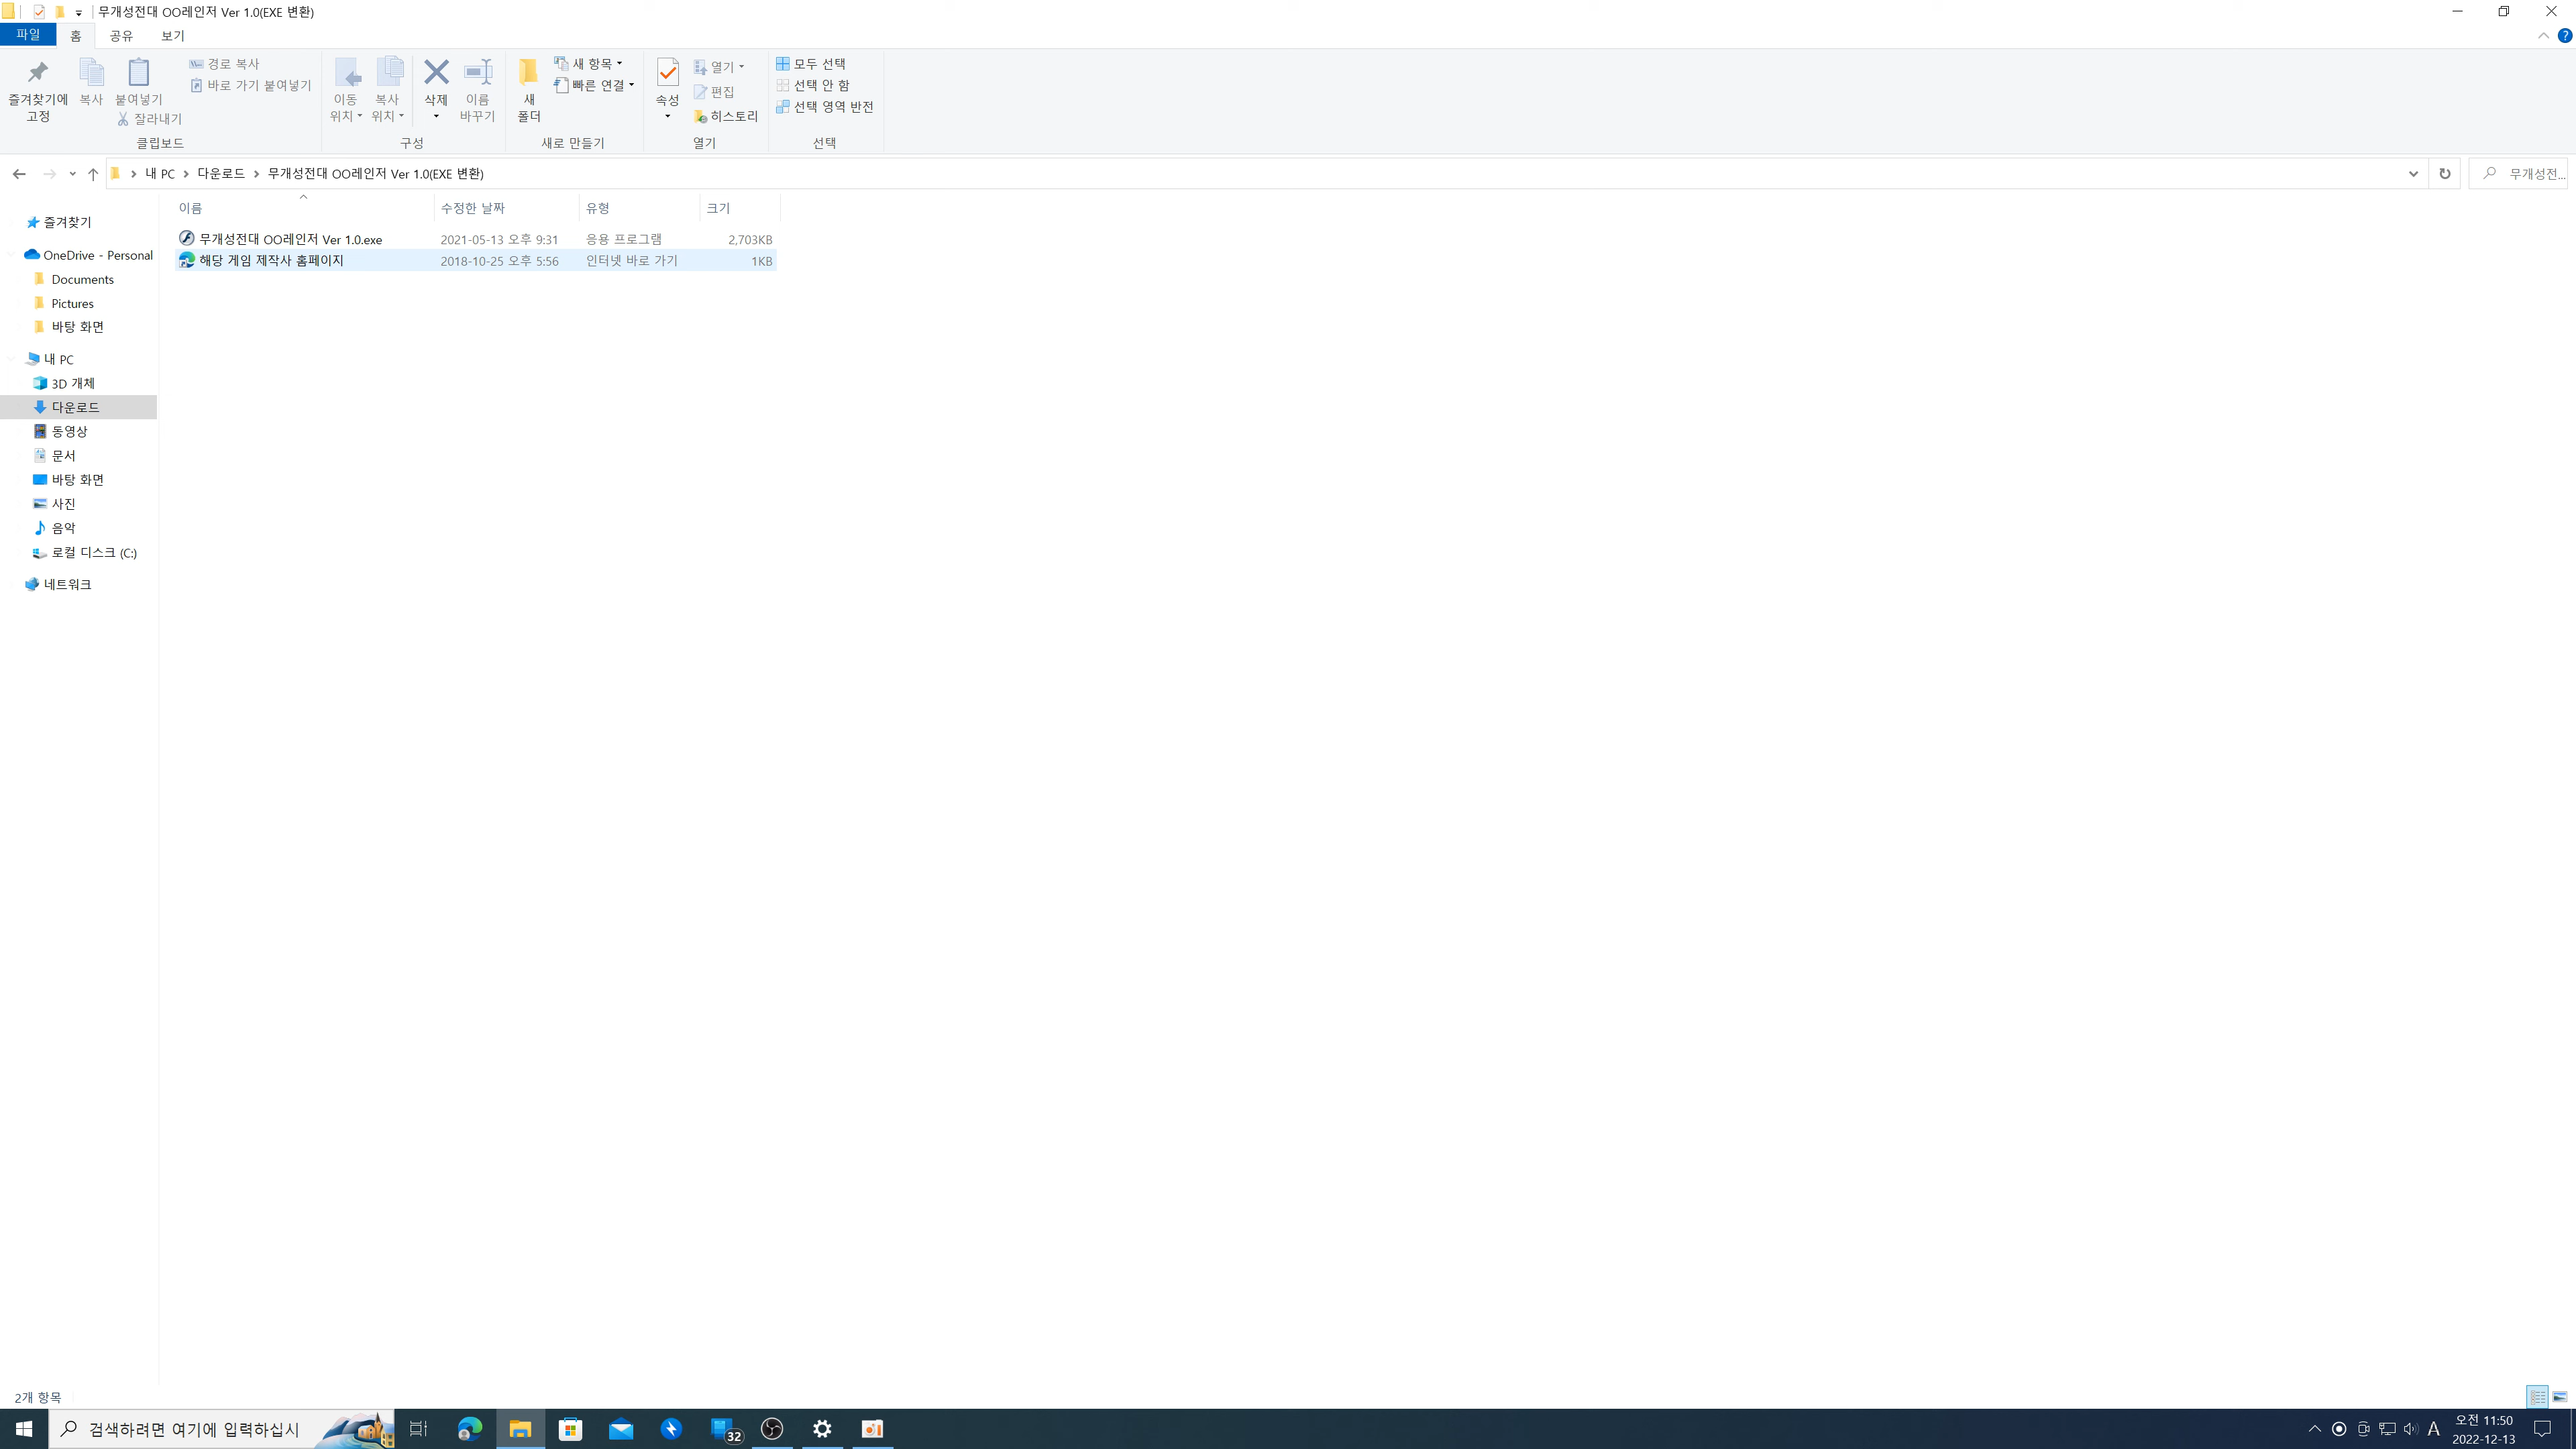 무개성전대 OO레인저 Ver 1.0(EXE 변환)
파일 홈 공유 보기
즐겨찾기에 고정
복사
붙여넣기
경로 복사
바로 가기 붙여넣기
잘라내기
클립보드
이동 위치
복사 위치
삭제
이름 바꾸기
구성
새 폴더
새 항목
빠른 연결
새로 만들기
속성
열기
편집
히스토리
열기
모두 선택
선택 안 함
선택 영역 반전
선택
내 PC 다운로드 무개성전대 OO레인저 Ver 1.0(EXE 변환)
무개성전...
이름 수정한 날짜 유형 크기
무개성전대 OO레인저 Ver 1.0.exe 2021-05-13 오후 9:31 응용 프로그램 2,703KB
해당 게임 제작사 홈페이지 2018-10-25 오후 5:56 인터넷 바로 가기 1KB
즐겨찾기
OneDrive - Personal
Documents
Pictures
바탕 화면
내 PC
3D 개체
다운로드
동영상
문서
바탕 화면
사진
음악
로컬 디스크 (C:)
네트워크
2개 항목
검색하려면 여기에 입력하십시
32
A
오전 11:50
2022-12-13